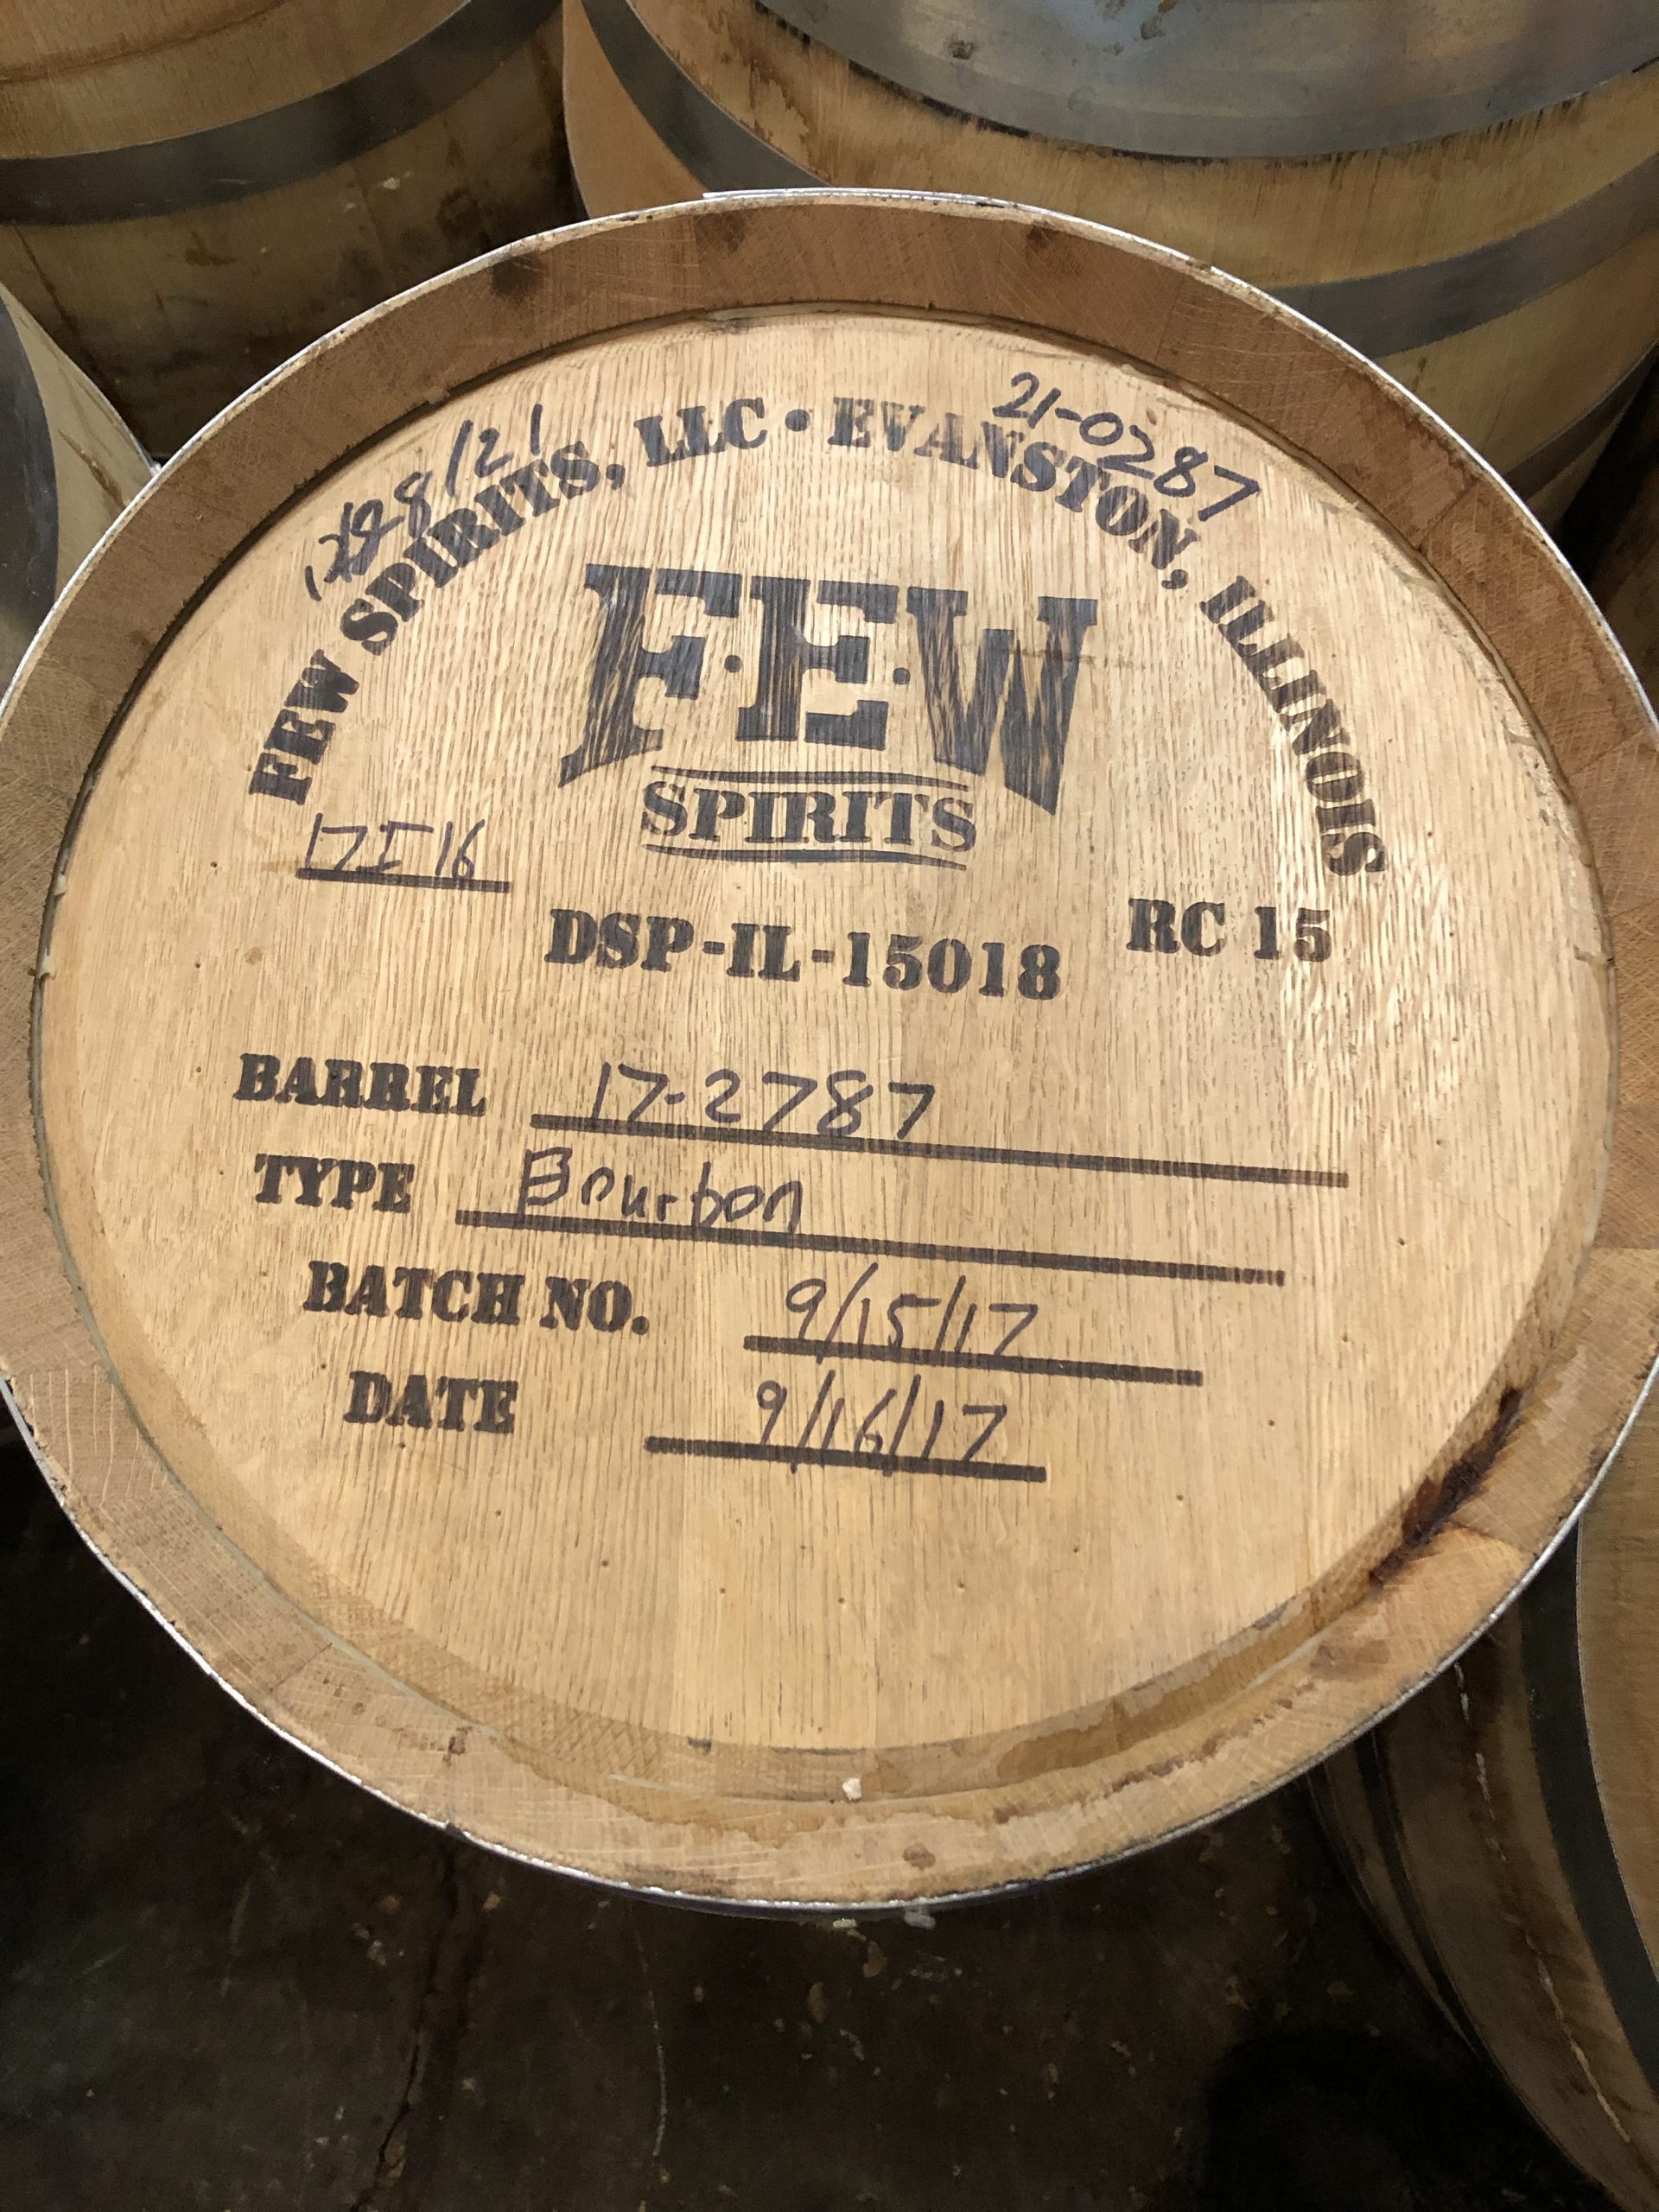 21-0287
FEW SPIRITS, LLC • EVANSTON, ILLINOIS
F.E.W
SPIRITS
17I16
DSP-IL-15018
RC 15
BARREL 17-2787
TYPE Bourbon
BATCH NO. 9/15/17
DATE 9/16/17